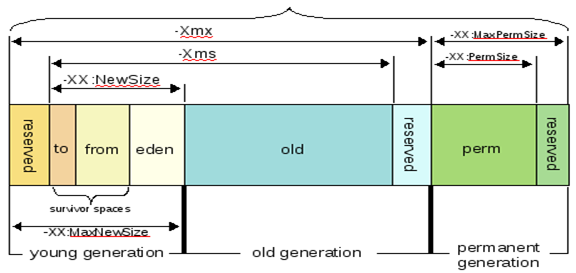 -Xmx
-XX:MaxPermSize
-Xms
-XX:PermSize
-XX:NewSize
reserved
to
from
eden
old
reserved
perm
reserved
survivor spaces
-XX:MaxNewSize
young generation
old generation
permanent
generation